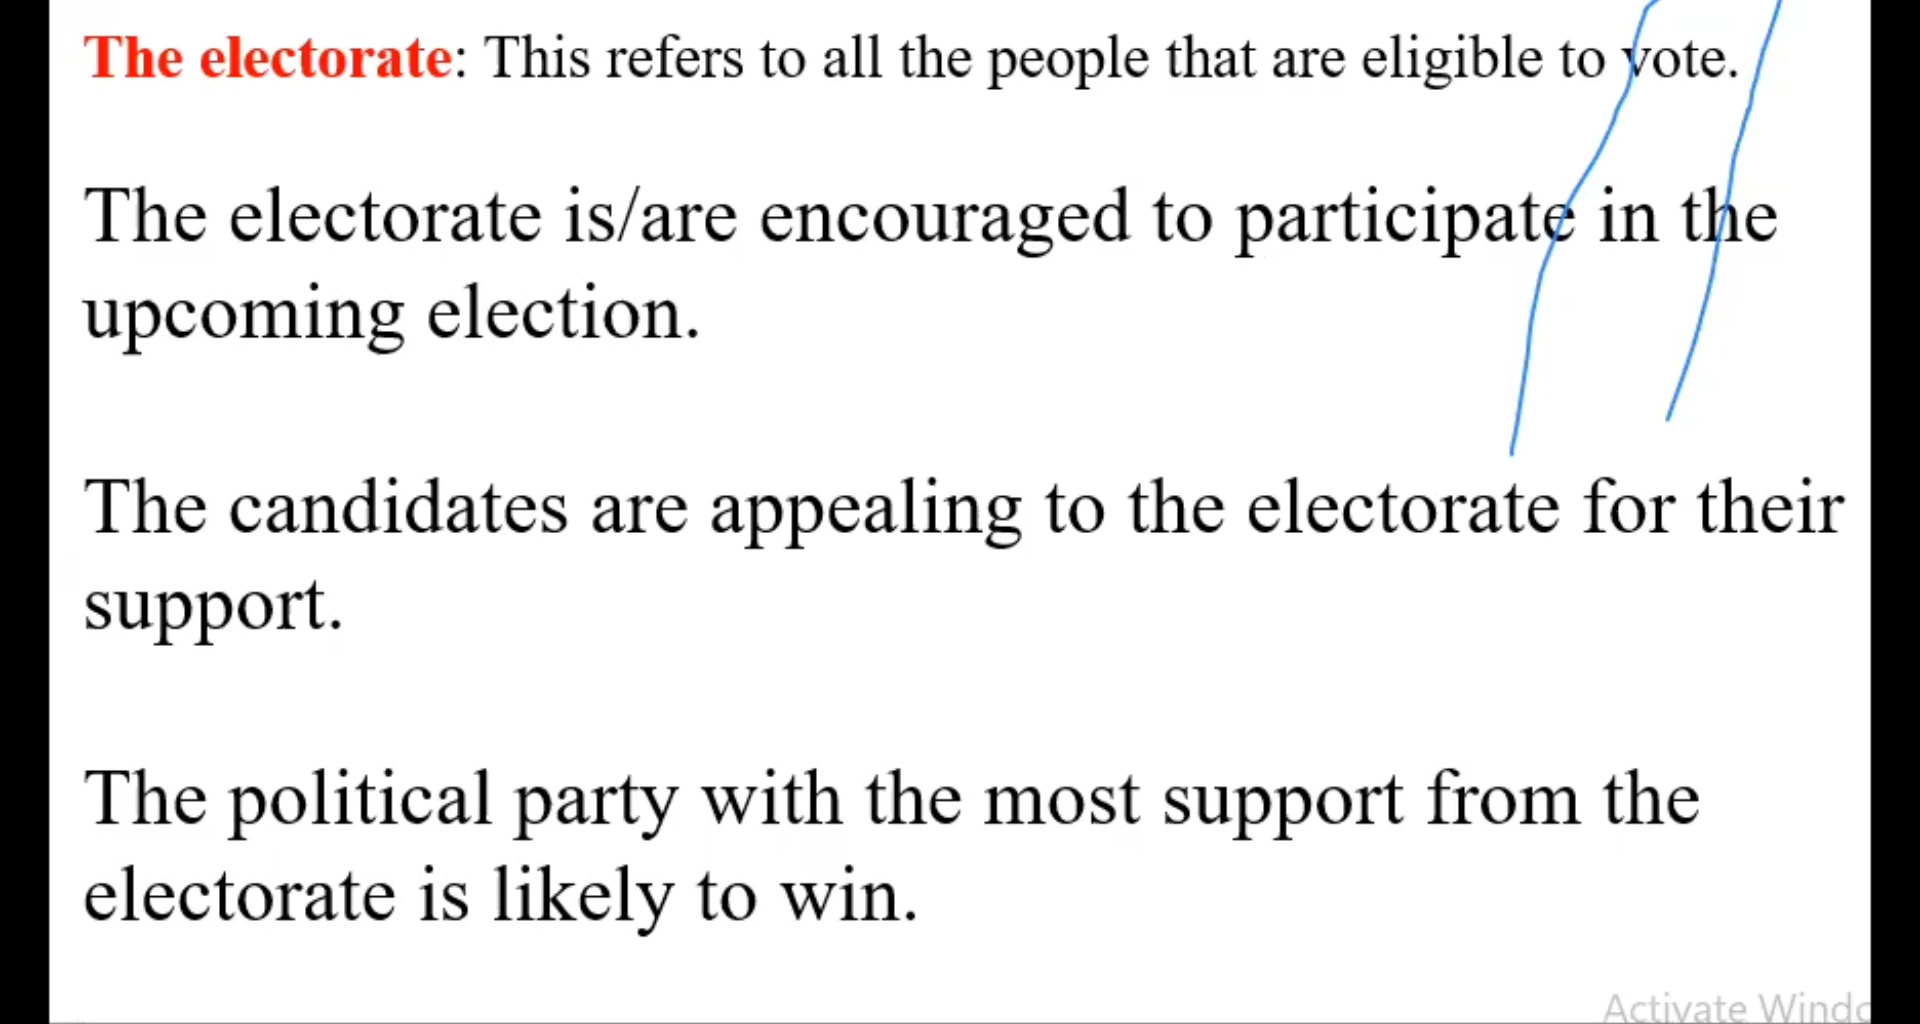 The electorate: This refers to all the people that are eligible to vote.
The electorate is/are encouraged to participate in the
upcoming election.
The candidates are appealing to the electorate for their
support.
The political party with the most support from the
electorate is likely to win.
Activate